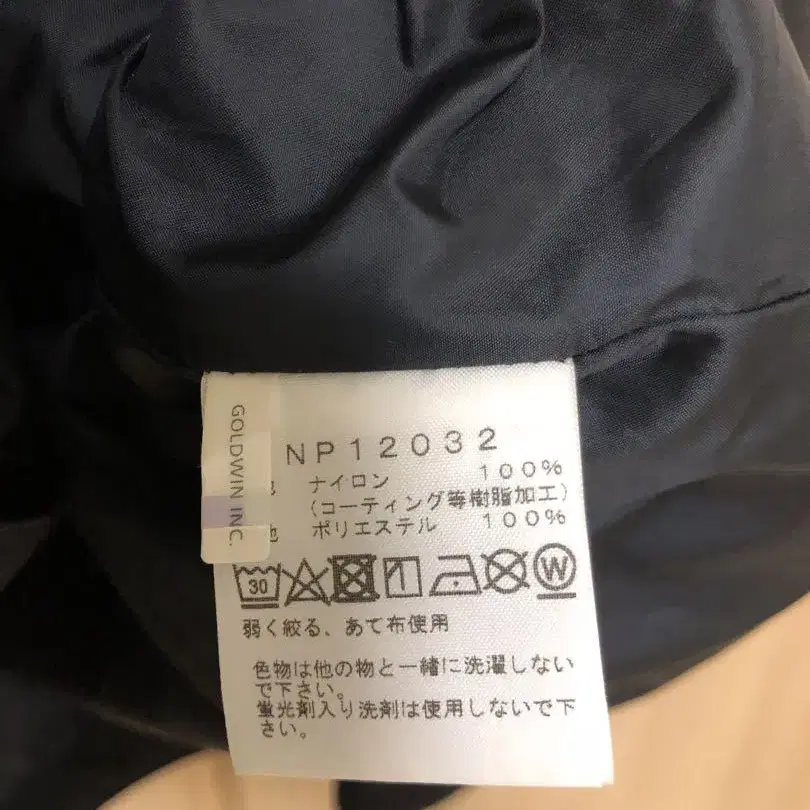 GOLDWIN INC.
NP12032
ナイロン 100%
(コーティング等樹脂加工)
地 ポリエステル 100%
30
W
弱く絞る、あて布使用
色物は他の物と一緒に洗濯しない
で下さい。
蛍光剤入り洗剤は使用しないで下
さい。